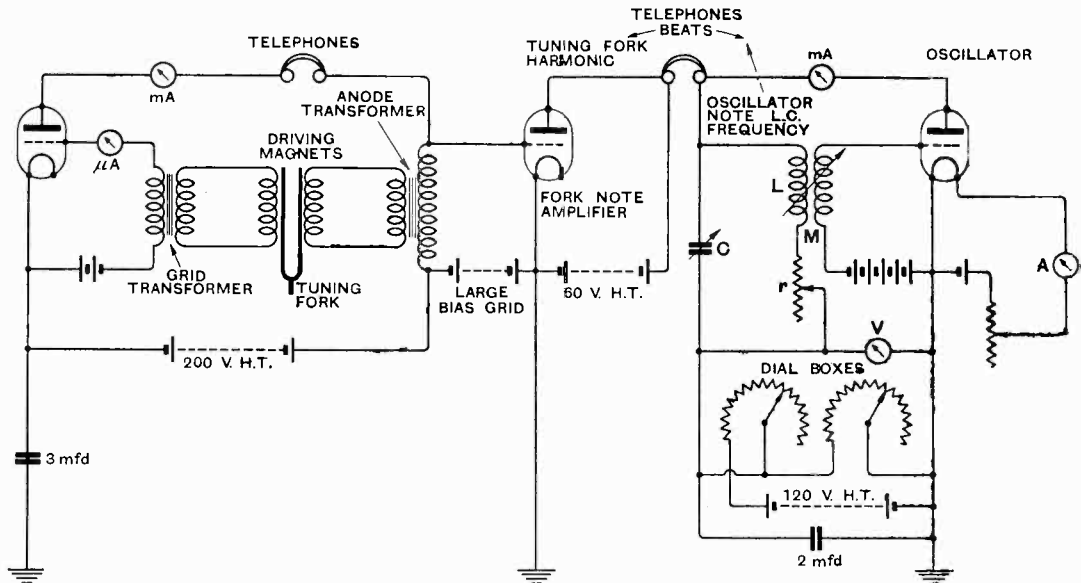 TELEPHONES
BEATS
TELEPHONES
TUNING FORK
HARMONIC
OSCILLATOR
mA
mA
ANODE
TRANSFORMER
OSCILLATOR
NOTE L.C.
FREQUENCY
μA
DRIVING
MAGNETS
L
FORK NOTE
AMPLIFIER
M
C
A
GRID
TRANSFORMER
TUNING
FORK
LARGE
BIAS GRID
60 V. H.T.
r
V
200 V. H.T.
DIAL BOXES
3 mfd
120 V. H.T.
2 mfd